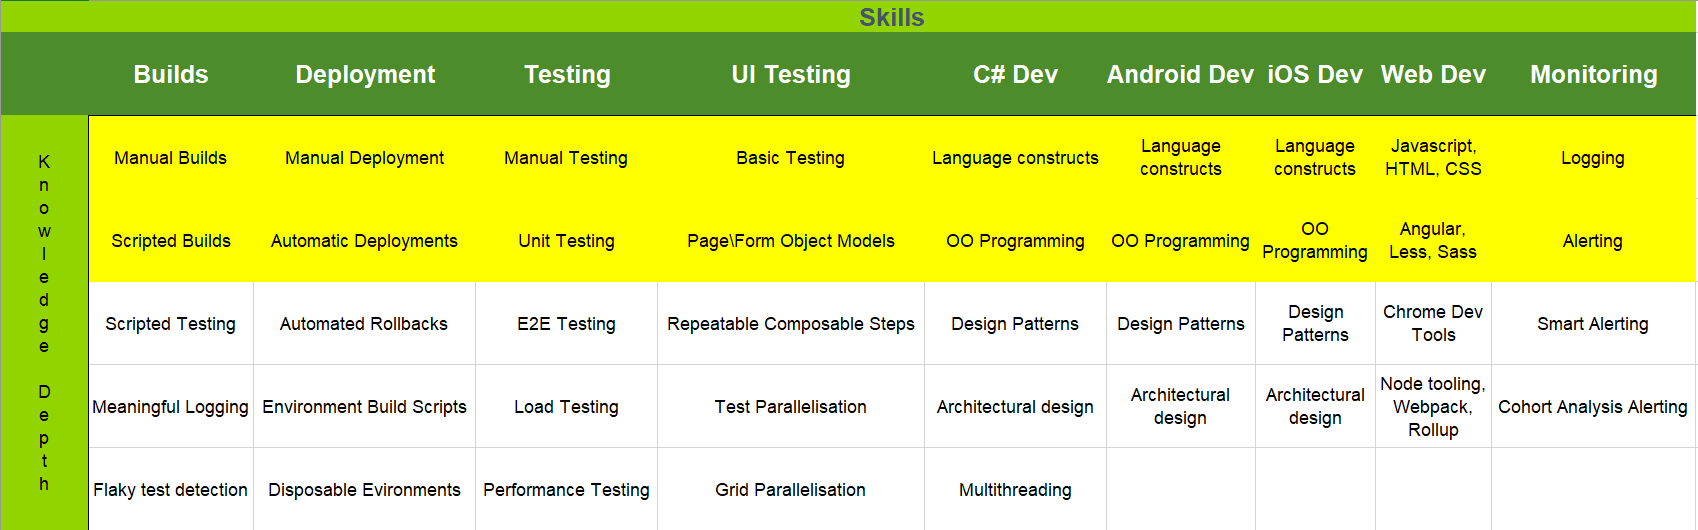 Skills
Builds Deployment Testing UI Testing C# Dev Android Dev iOS Dev Web Dev Monitoring
Knowledge Depth
Manual Builds Manual Deployment Manual Testing Basic Testing Language constructs Language constructs Language constructs Javascript, HTML, CSS Logging
Scripted Builds Automatic Deployments Unit Testing Page\Form Object Models OO Programming OO Programming OO Programming Angular, Less, Sass Alerting
Scripted Testing Automated Rollbacks E2E Testing Repeatable Composable Steps Design Patterns Design Patterns Design Patterns Chrome Dev Tools Smart Alerting
Meaningful Logging Environment Build Scripts Load Testing Test Parallelisation Architectural design Architectural design Architectural design Node tooling, Webpack, Rollup Cohort Analysis Alerting
Flaky test detection Disposable Evironments Performance Testing Grid Parallelisation Multithreading